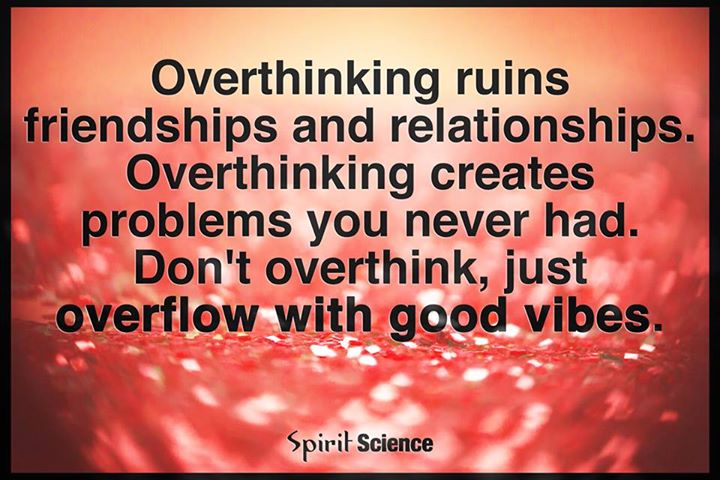 Overthinking ruins
friendships and relationships.
Overthinking creates
problems you never had.
Don't overthink, just
overflow with good vibes.
Spirit Science